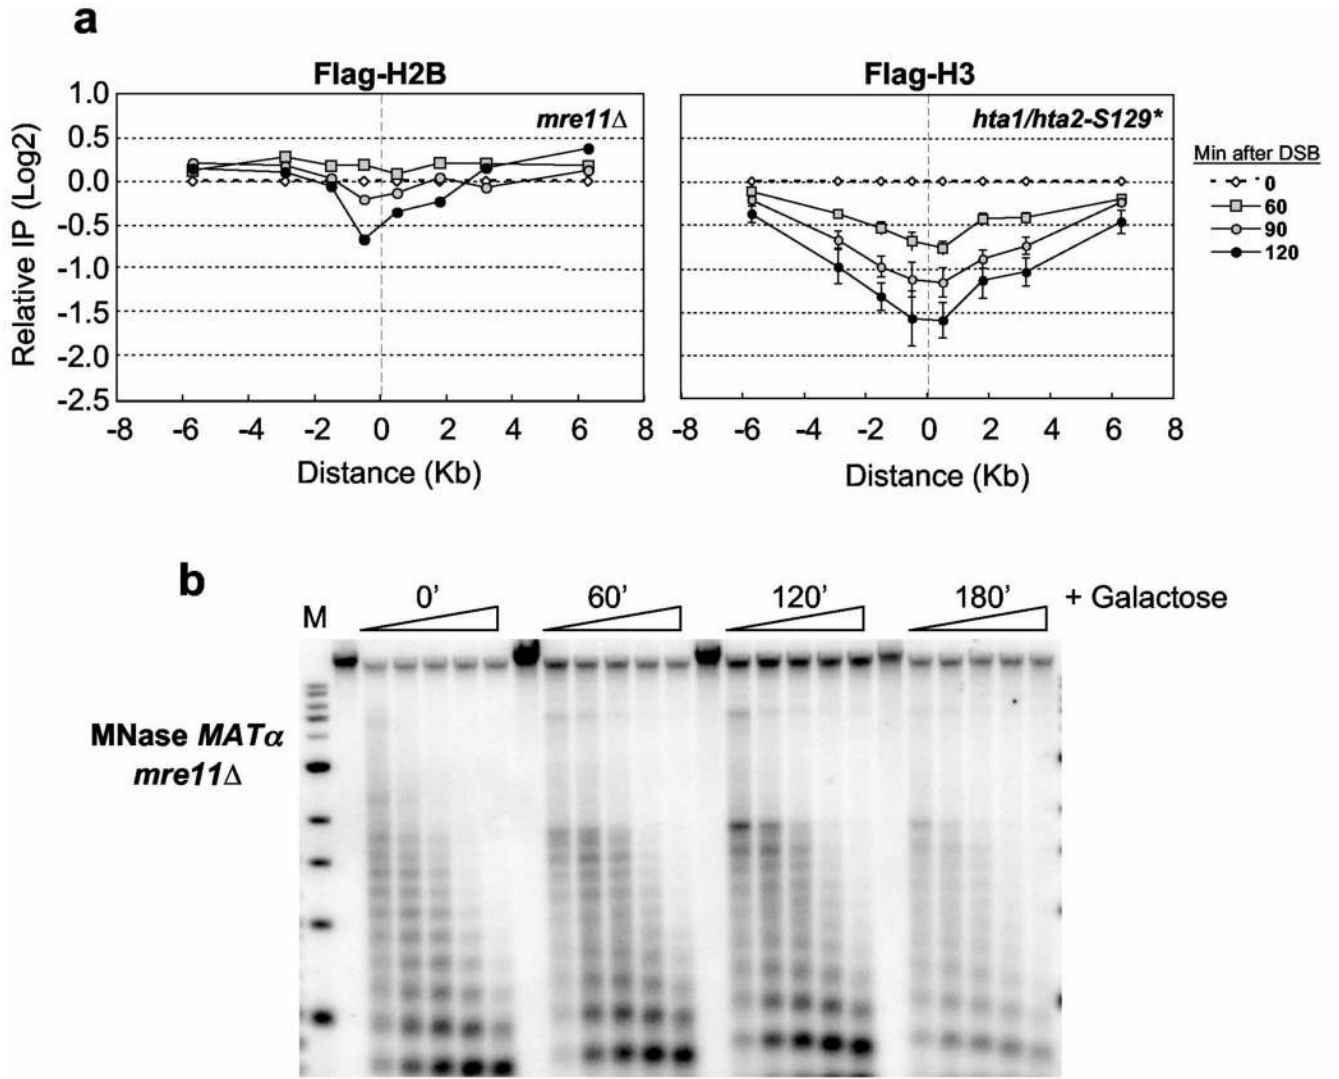 a
Flag-H2B
Flag-H3
Relative IP (Log2)
1.0
0.5
0.0
-0.5
-1.0
-1.5
-2.0
-2.5
mre11Δ
hta1/hta2-S129*
Min after DSB
0
60
90
120
-8 -6 -4 -2 0 2 4 6 8
-8 -6 -4 -2 0 2 4 6 8
Distance (Kb)
Distance (Kb)
b
M
0’
60’
120’
180’
+ Galactose
MNase MATα
mre11Δ